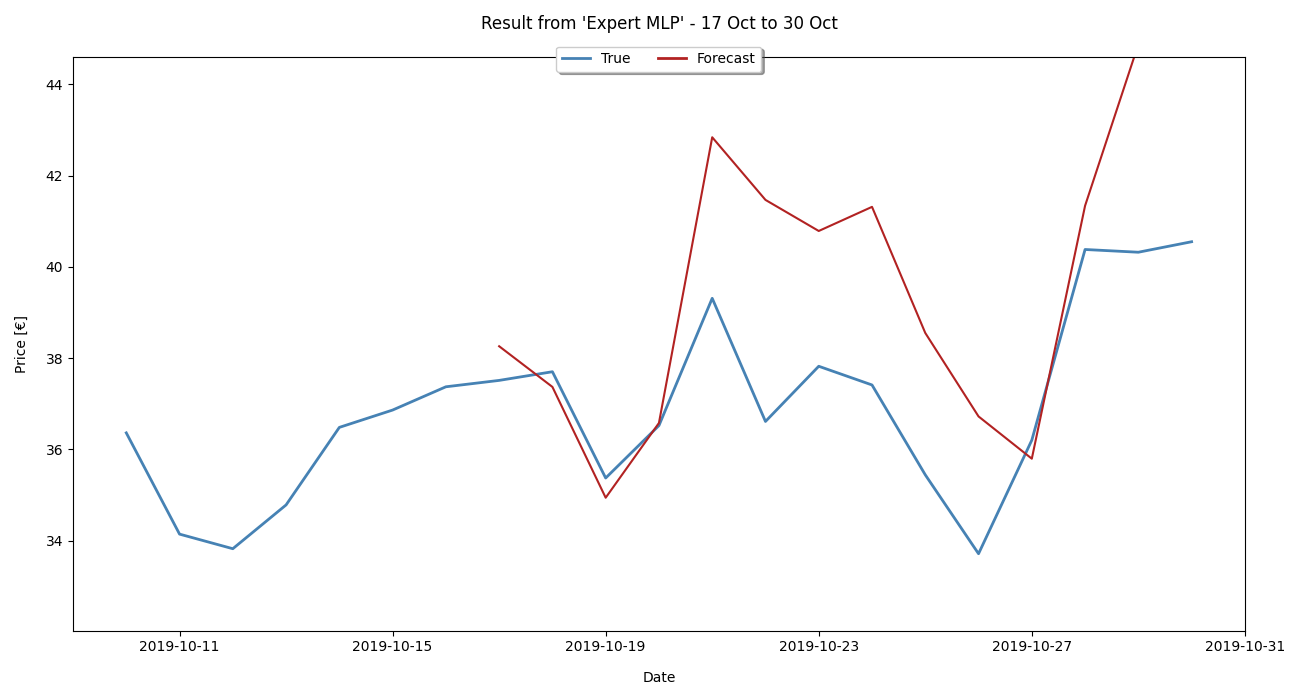 Result from 'Expert MLP' - 17 Oct to 30 Oct
True Forecast
44
42
40
38
36
34
Price [€]
2019-10-11 2019-10-15 2019-10-19 2019-10-23 2019-10-27 2019-10-31
Date